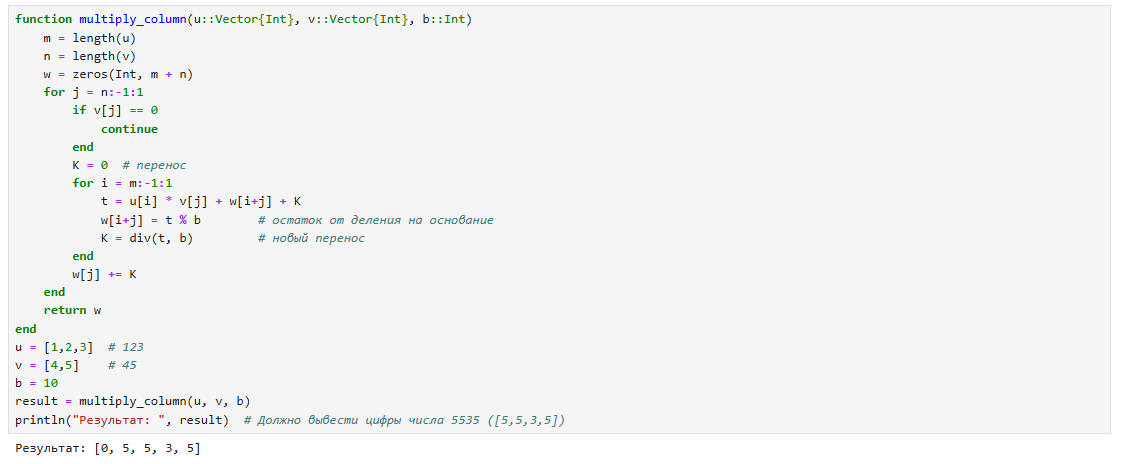 function multiply_column(u::Vector{Int}, v::Vector{Int}, b::Int)
    m = length(u)
    n = length(v)
    w = zeros(Int, m + n)
    for j = n:-1:1
        if v[j] == 0
            continue
        end
        K = 0  # перенос
        for i = m:-1:1
            t = u[i] * v[j] + w[i+j] + K
            w[i+j] = t % b        # остаток от деления на основание
            K = div(t, b)         # новый перенос
        end
        w[j] += K
    end
    return w
end
u = [1,2,3]  # 123
v = [4,5]    # 45
b = 10
result = multiply_column(u, v, b)
println("Результат: ", result)  # Должно вывести цифры числа 5535 ([5,5,3,5])
Результат: [0, 5, 5, 3, 5]